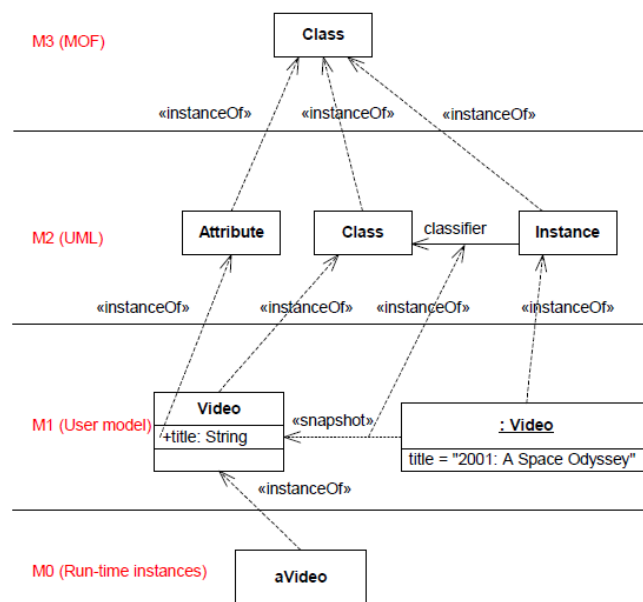 Class
M3 (MOF)
«instanceOf» «instanceOf» «instanceOf»
M2 (UML)
Attribute
Class
classifier
Instance
«instanceOf» «instanceOf» «instanceOf» «instanceOf»
Video
M1 (User model)
+title: String
«snapshot»
: Video
title = "2001: A Space Odyssey"
«instanceOf»
M0 (Run-time instances)
aVideo